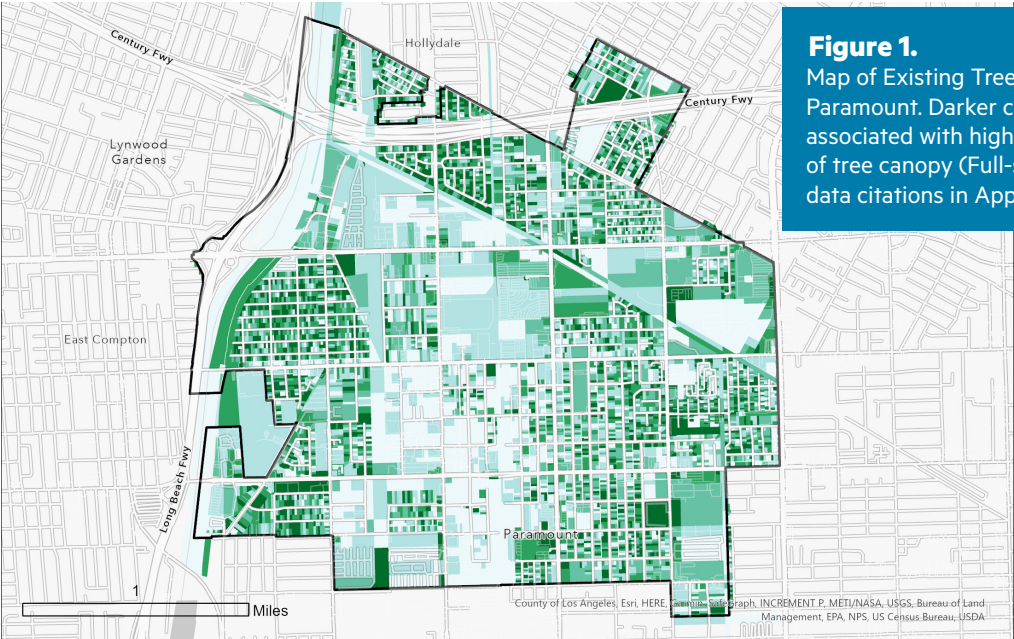 Figure 1.
Map of Existing Tree
Paramount. Darker c
associated with high
of tree canopy (Full-s
data citations in App
Century Fwy
Hollydale
Century Fwy
Lynwood
Gardens
East Compton
Long Beach Fwy
Paramount
1
Miles
County of Los Angeles, Esri, HERE, Garmin, SafeGraph, INCREMENT P, METI/NASA, USGS, Bureau of Land
Management, EPA, NPS, US Census Bureau, USDA